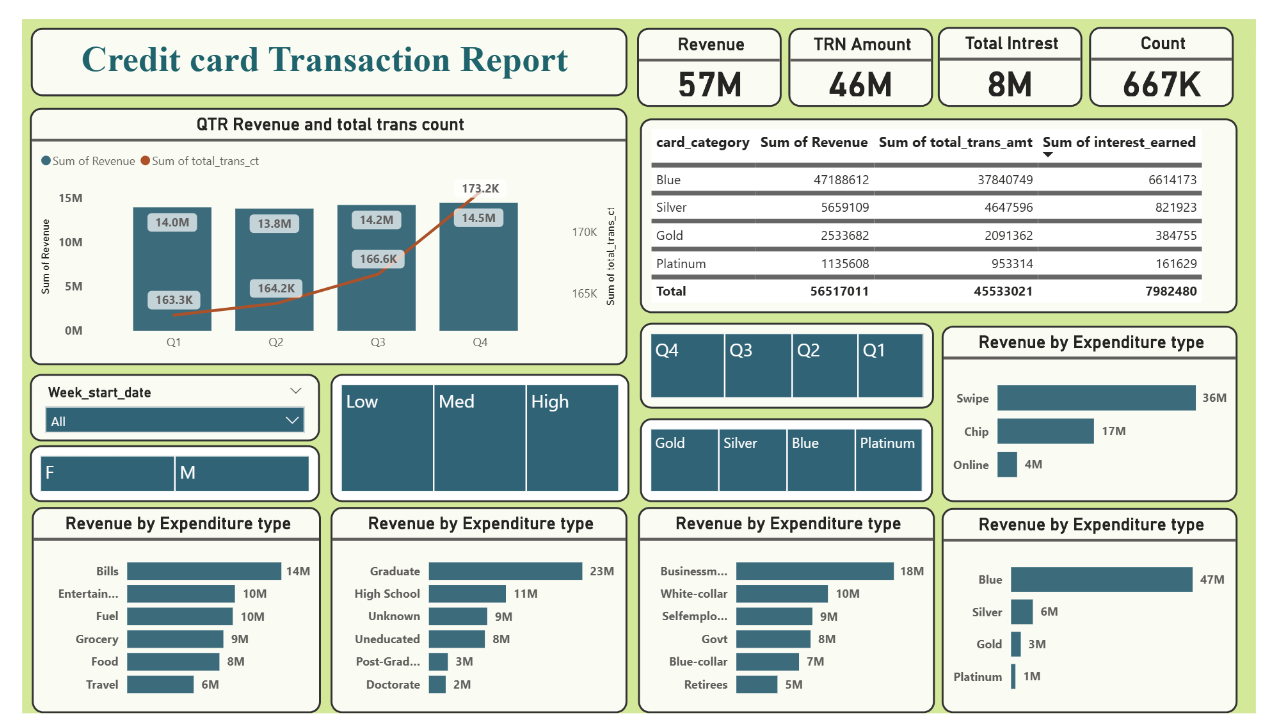 Credit card Transaction Report
Revenue
57M
TRN Amount
46M
Total Intrest
8M
Count
667K
QTR Revenue and total trans count
Sum of Revenue Sum of total_trans_ct
Sum of Revenue
15M
10M
5M
0M
14.0M
13.8M
14.2M
14.5M
163.3K
164.2K
166.6K
173.2K
170K
165K
Sum of total_trans_ct
Q1 Q2 Q3 Q4
card_category Sum of Revenue Sum of total_trans_amt Sum of interest_earned
Blue 47188612 37840749 6614173
Silver 5659109 4647596 821923
Gold 2533682 2091362 384755
Platinum 1135608 953314 161629
Total 56517011 45533021 7982480
Week_start_date
All
F M
Low Med High
Q4 Q3 Q2 Q1
Gold Silver Blue Platinum
Revenue by Expenditure type
Swipe 36M
Chip 17M
Online 4M
Revenue by Expenditure type
Bills 14M
Entertain... 10M
Fuel 10M
Grocery 9M
Food 8M
Travel 6M
Revenue by Expenditure type
Graduate 23M
High School 11M
Unknown 9M
Uneducated 8M
Post-Grad... 3M
Doctorate 2M
Revenue by Expenditure type
Businessm... 18M
White-collar 10M
Selfemplo... 9M
Govt 8M
Blue-collar 7M
Retirees 5M
Revenue by Expenditure type
Blue 47M
Silver 6M
Gold 3M
Platinum 1M